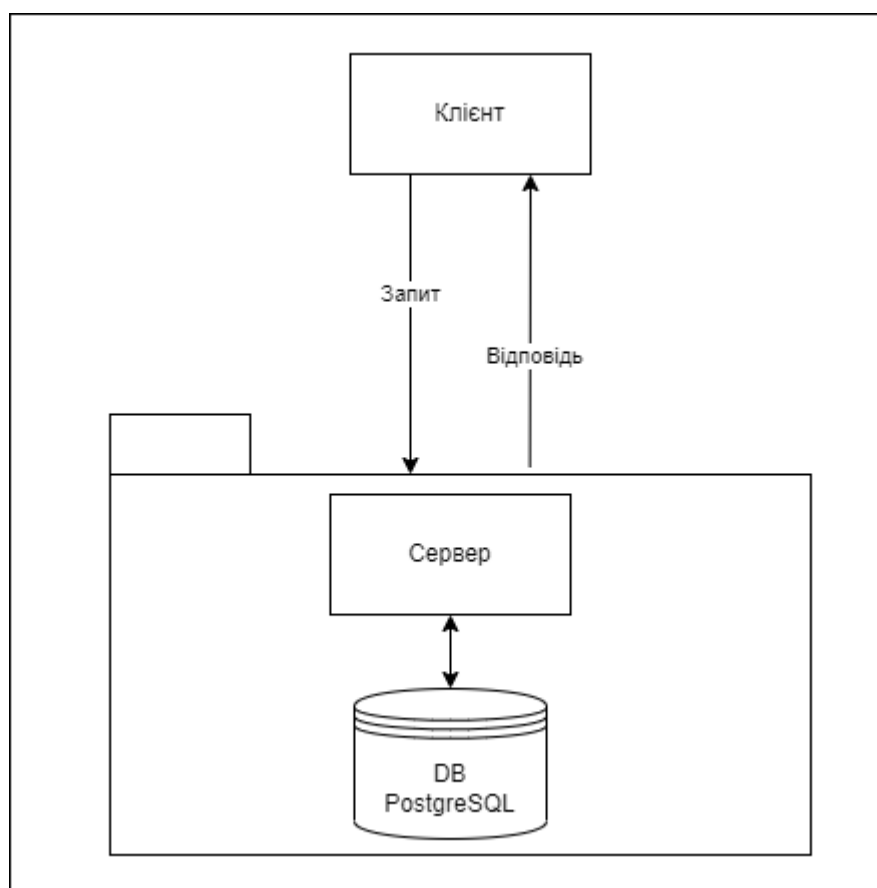 Клієнт
Запит
Відповідь
Сервер
DB
PostgreSQL